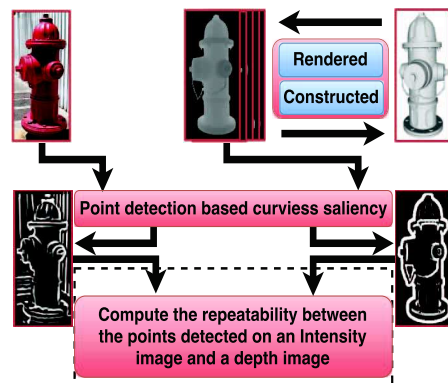 Rendered
Constructed
Point detection based curviess saliency
Compute the repeatability between
the points detected on an Intensity
image and a depth image